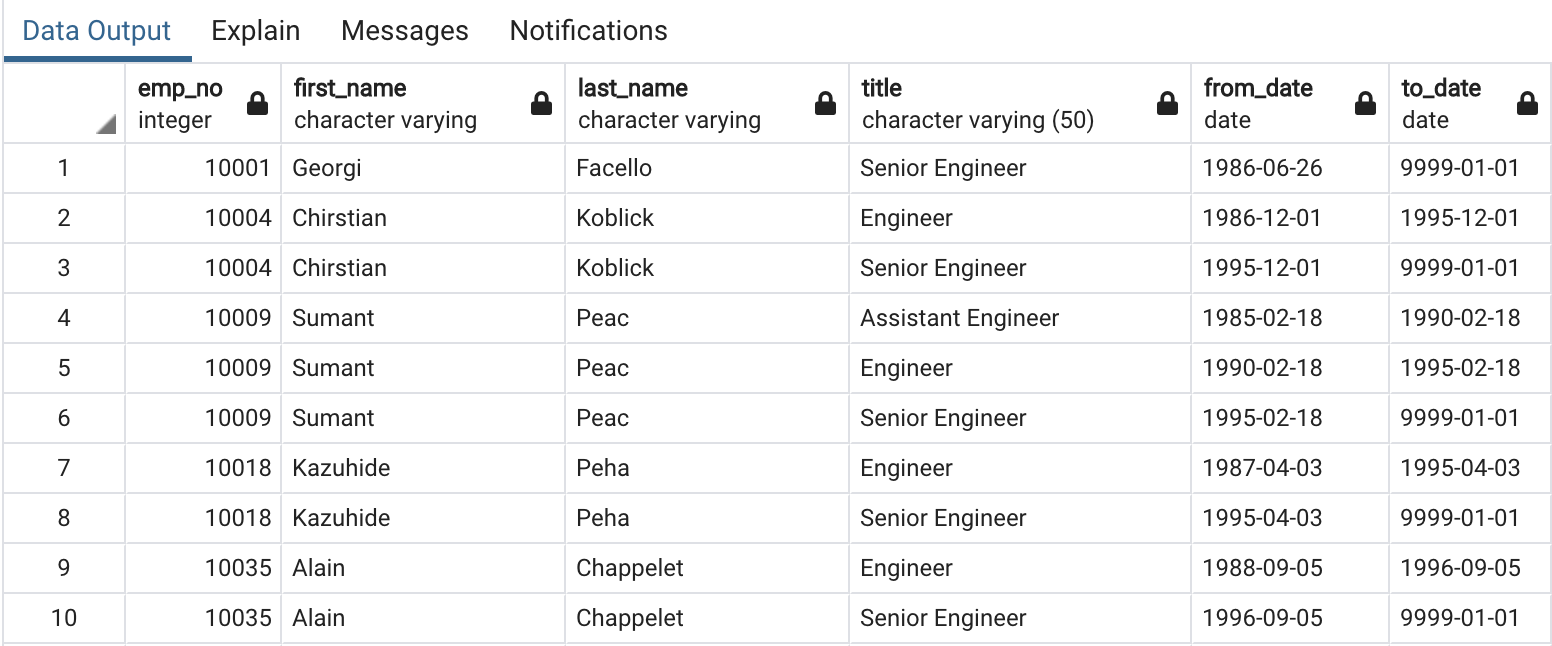 Data Output Explain Messages Notifications
emp_no first_name last_name title from_date to_date
integer character varying character varying character varying (50) date date
1 10001 Georgi Facello Senior Engineer 1986-06-26 9999-01-01
2 10004 Chirstian Koblick Engineer 1986-12-01 1995-12-01
3 10004 Chirstian Koblick Senior Engineer 1995-12-01 9999-01-01
4 10009 Sumant Peac Assistant Engineer 1985-02-18 1990-02-18
5 10009 Sumant Peac Engineer 1990-02-18 1995-02-18
6 10009 Sumant Peac Senior Engineer 1995-02-18 9999-01-01
7 10018 Kazuhide Peha Engineer 1987-04-03 1995-04-03
8 10018 Kazuhide Peha Senior Engineer 1995-04-03 9999-01-01
9 10035 Alain Chappelet Engineer 1988-09-05 1996-09-05
10 10035 Alain Chappelet Senior Engineer 1996-09-05 9999-01-01